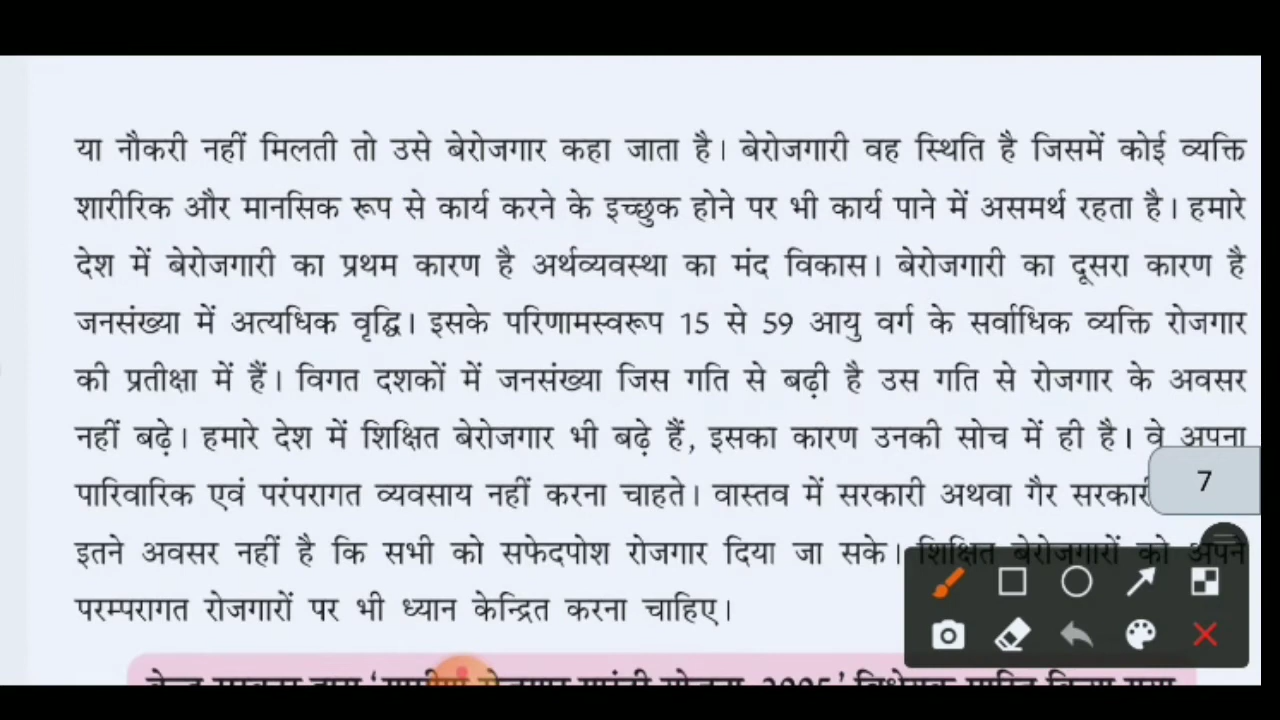 या नौकरी नहीं मिलती तो उसे बेरोजगार कहा जाता है। बेरोजगारी वह स्थिति है जिसमें कोई व्यक्ति
शारीरिक और मानसिक रूप से कार्य करने के इच्छुक होने पर भी कार्य पाने में असमर्थ रहता है। हमारे
देश में बेरोजगारी का प्रथम कारण है अर्थव्यवस्था का मंद विकास। बेरोजगारी का दूसरा कारण है
जनसंख्या में अत्यधिक वृद्धि। इसके परिणामस्वरूप 15 से 59 आयु वर्ग के सर्वाधिक व्यक्ति रोजगार
की प्रतीक्षा में हैं। विगत दशकों में जनसंख्या जिस गति से बढ़ी है उस गति से रोजगार के अवसर
नहीं बढ़े। हमारे देश में शिक्षित बेरोजगार भी बढ़े हैं, इसका कारण उनकी सोच में ही है। वे अपना
पारिवारिक एवं परंपरागत व्यवसाय नहीं करना चाहते। वास्तव में सरकारी अथवा गैर सरकारी
7
इतने अवसर नहीं है कि सभी को सफेदपोश रोजगार दिया जा सके। शिक्षित बेरोजगारों को अपने
परम्परागत रोजगारों पर भी ध्यान केन्द्रित करना चाहिए।